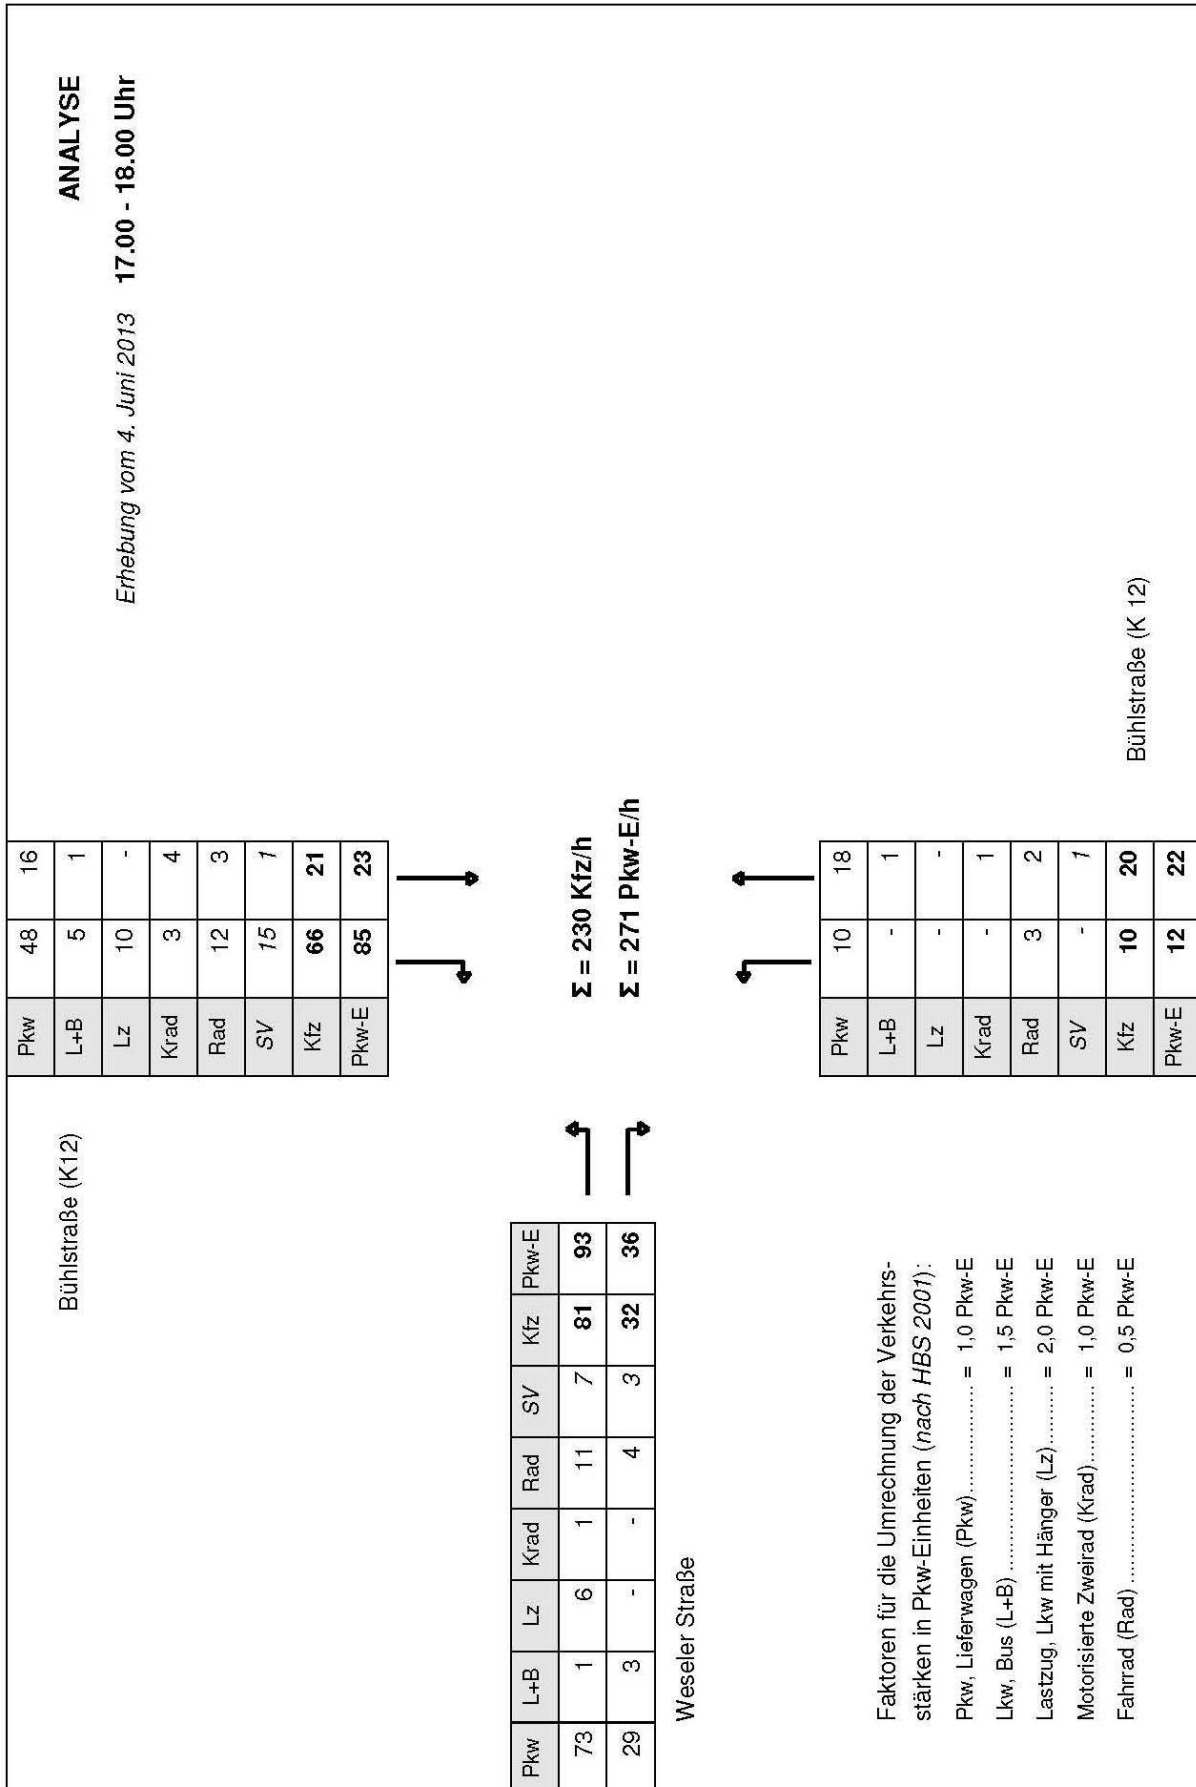 ANALYSE
Erhebung vom 4. Juni 2013 17.00 - 18.00 Uhr
Bühlstraße (K12)
Pkw 48 16
L+B 5 1
Lz 10 -
Krad 3 4
Rad 12 3
SV 15 1
Kfz 66 21
Pkw-E 85 23
Σ = 230 Kfz/h
Σ = 271 Pkw-E/h
Pkw L+B Lz Krad Rad SV Kfz Pkw-E
73 1 6 1 11 7 81 93
29 3 - - 4 3 32 36
Weseler Straße
Pkw 10 18
L+B - 1
Lz - -
Krad - 1
Rad 3 2
SV - 1
Kfz 10 20
Pkw-E 12 22
Bühlstraße (K 12)
Faktoren für die Umrechnung der Verkehrs-
stärken in Pkw-Einheiten (nach HBS 2001):
Pkw, Lieferwagen (Pkw)................. = 1,0 Pkw-E
Lkw, Bus (L+B) ............................. = 1,5 Pkw-E
Lastzug, Lkw mit Hänger (Lz).......... = 2,0 Pkw-E
Motorisierte Zweirad (Krad)............. = 1,0 Pkw-E
Fahrrad (Rad) ................................ = 0,5 Pkw-E